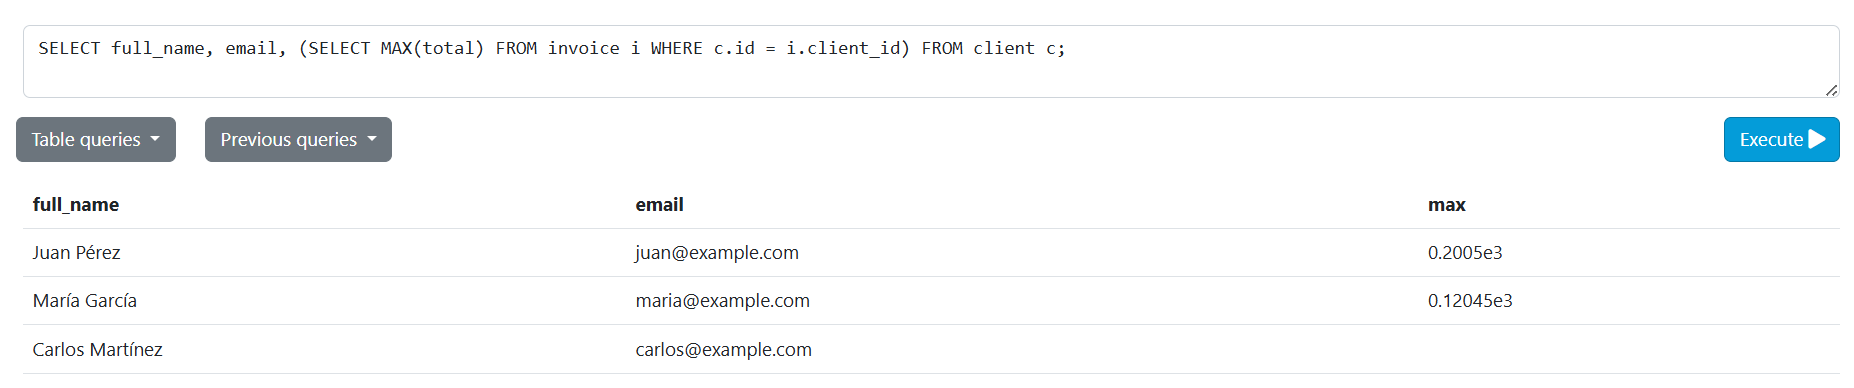 SELECT full_name, email, (SELECT MAX(total) FROM invoice i WHERE c.id = i.client_id) FROM client c;
Table queries Previous queries Execute
full_name email max
Juan Pérez juan@example.com 0.2005e3
María García maria@example.com 0.12045e3
Carlos Martínez carlos@example.com